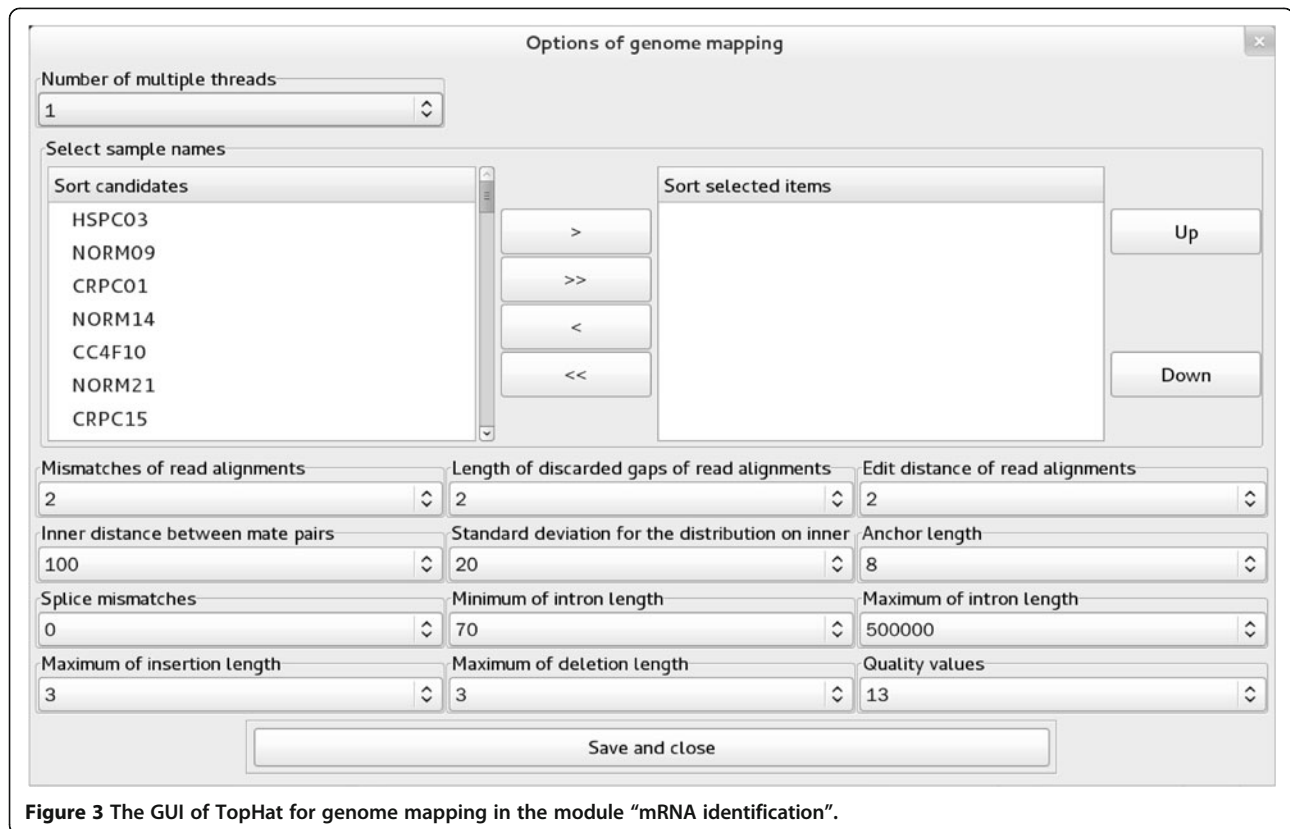 Options of genome mapping
Number of multiple threads
1
Select sample names
Sort candidates
HSPC03
NORM09
CRPC01
NORM14
CC4F10
NORM21
CRPC15
>
>>
<
<<
Sort selected items
Up
Down
Mismatches of read alignments
2
Length of discarded gaps of read alignments
2
Edit distance of read alignments
2
Inner distance between mate pairs
100
Standard deviation for the distribution on inner
20
Anchor length
8
Splice mismatches
0
Minimum of intron length
70
Maximum of intron length
500000
Maximum of insertion length
3
Maximum of deletion length
3
Quality values
13
Save and close
Figure 3 The GUI of TopHat for genome mapping in the module “mRNA identification”.